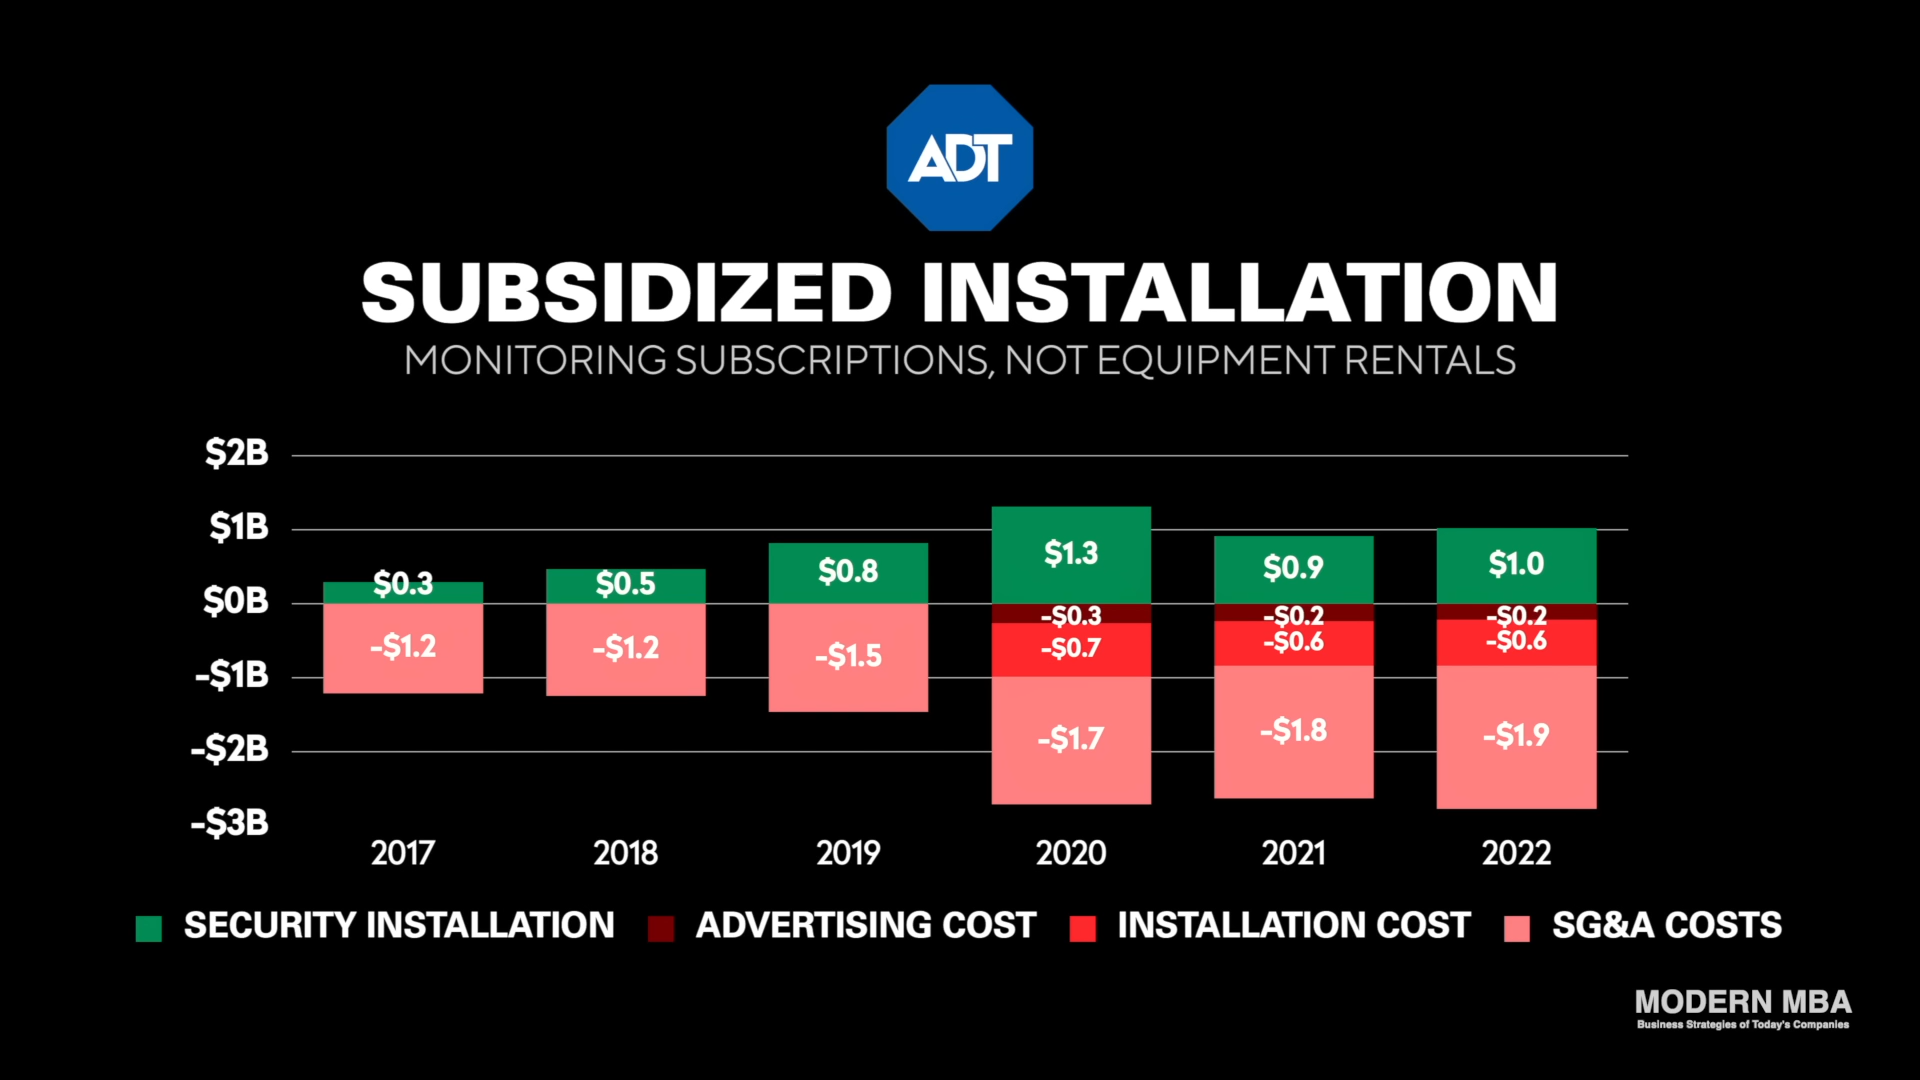 ADT
SUBSIDIZED INSTALLATION
MONITORING SUBSCRIPTIONS, NOT EQUIPMENT RENTALS
$2B
$1B
$0B
-$1B
-$2B
-$3B
$0.3
$0.5
$0.8
$1.3
$0.9
$1.0
-$1.2
-$1.2
-$1.5
-$0.3
-$0.7
-$1.7
-$0.2
-$0.6
-$1.8
-$0.2
-$0.6
-$1.9
2017
2018
2019
2020
2021
2022
SECURITY INSTALLATION
ADVERTISING COST
INSTALLATION COST
SG&A COSTS
MODERN MBA
Business Strategies of Today's Companies